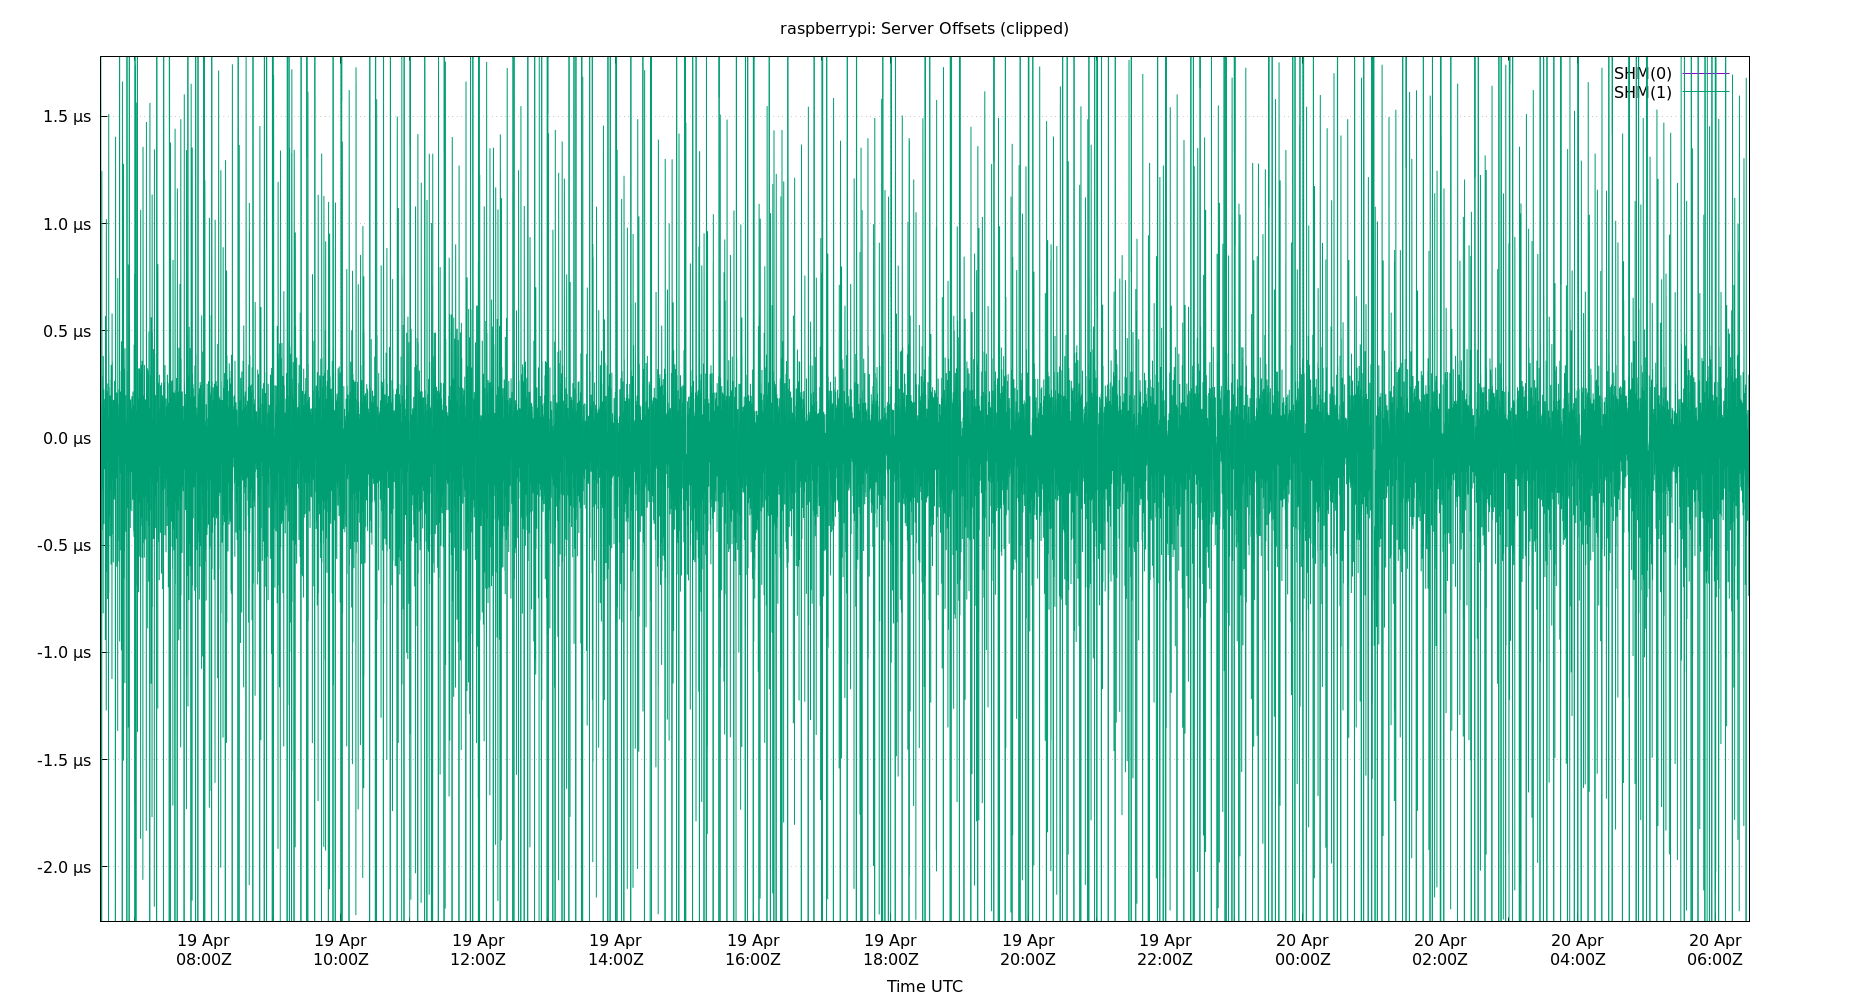 raspberrypi: Server Offsets (clipped)
SHM(0)
SHM(1)
1.5 µs
1.0 µs
0.5 µs
0.0 µs
-0.5 µs
-1.0 µs
-1.5 µs
-2.0 µs
19 Apr 19 Apr 19 Apr 19 Apr 19 Apr 19 Apr 19 Apr 19 Apr 20 Apr 20 Apr 20 Apr 20 Apr
08:00Z 10:00Z 12:00Z 14:00Z 16:00Z 18:00Z 20:00Z 22:00Z 00:00Z 02:00Z 04:00Z 06:00Z
Time UTC